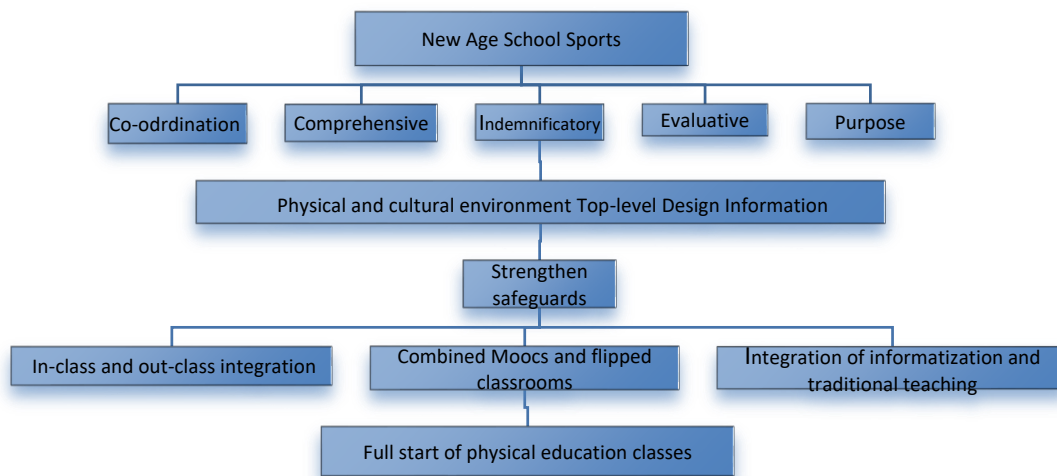 New Age School Sports
Co-odrdination
Comprehensive
Indemnificatory
Evaluative
Purpose
Physical and cultural environment Top-level Design Information
Strengthen
safeguards
In-class and out-class integration
Combined Moocs and flipped
classrooms
Integration of informatization and
traditional teaching
Full start of physical education classes